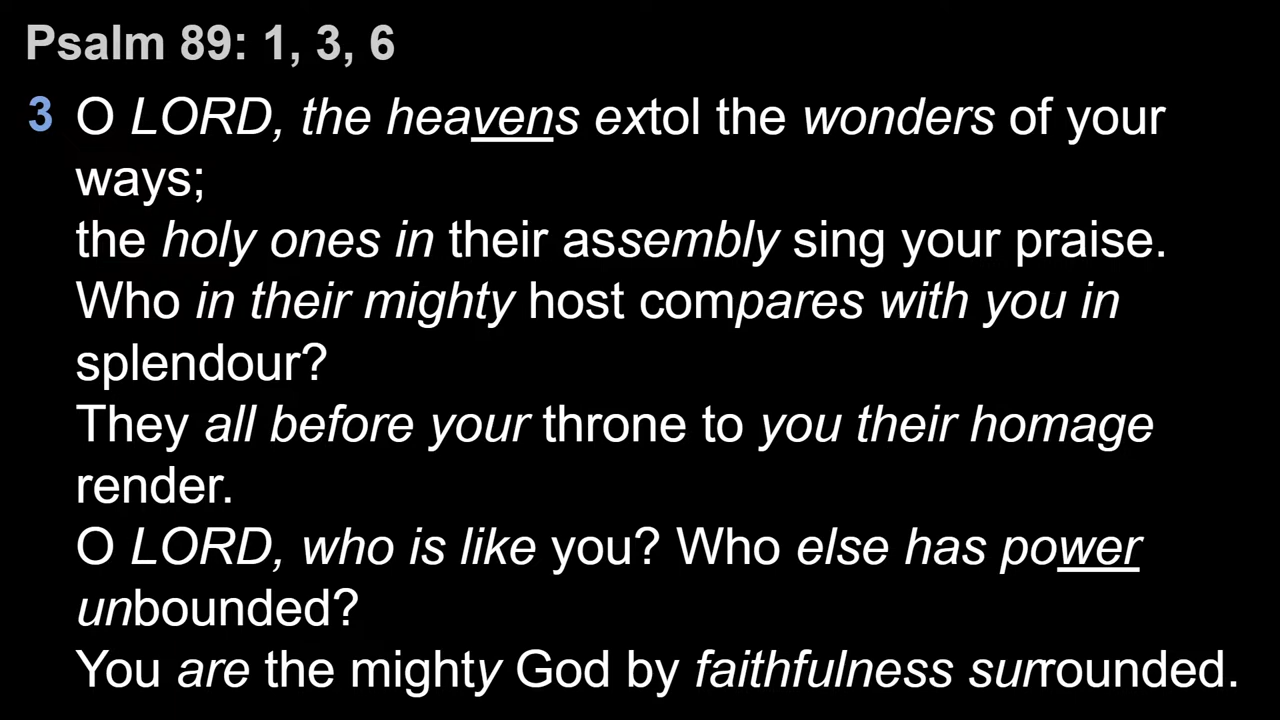 Psalm 89: 1, 3, 6
3 O LORD, the heavens extol the wonders of your
ways;
the holy ones in their assembly sing your praise.
Who in their mighty host compares with you in
splendour?
They all before your throne to you their homage
render.
O LORD, who is like you? Who else has power
unbounded?
You are the mighty God by faithfulness surrounded.